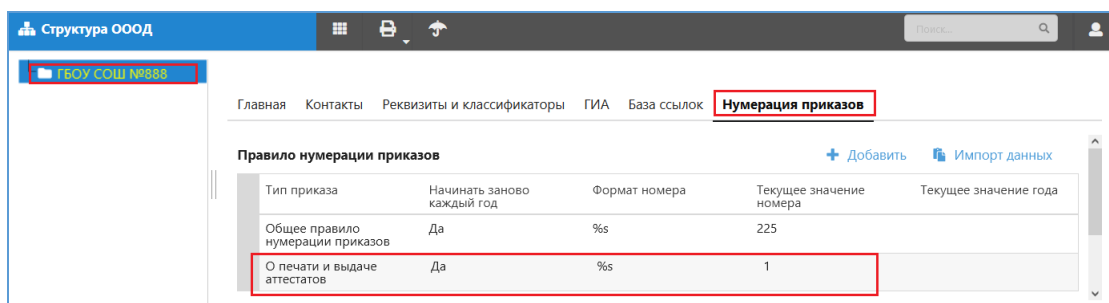 Структура ОООД
Поиск...
ГБОУ СОШ №888
Главная Контакты Реквизиты и классификаторы ГИА База ссылок Нумерация приказов
Правило нумерации приказов
Добавить Импорт данных
Тип приказа Начинать заново Формат номера Текущее значение Текущее значение года
каждый год номера
Общее правило Да %s 225
нумерации приказов
О печати и выдаче Да %s 1
аттестатов